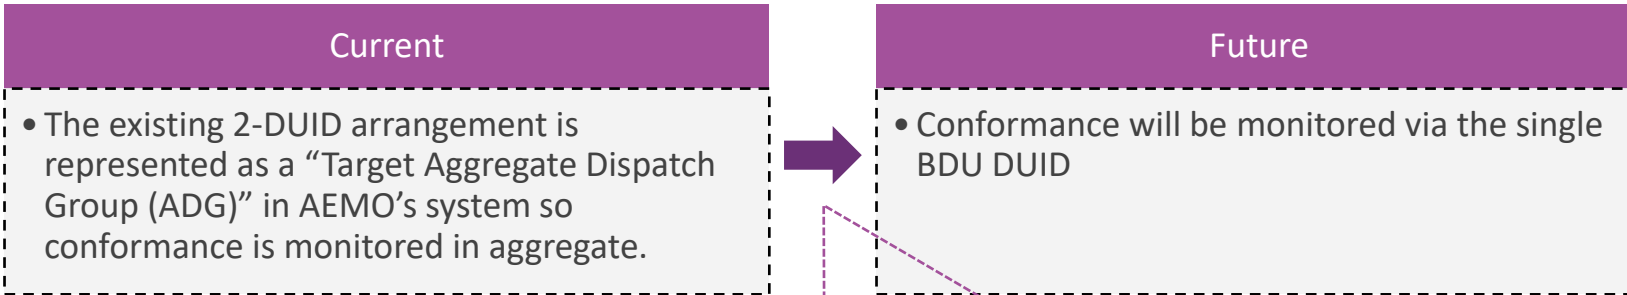 Current
• The existing 2-DUID arrangement is
represented as a “Target Aggregate Dispatch
Group (ADG)” in AEMO’s system so
conformance is monitored in aggregate.
Future
• Conformance will be monitored via the single
BDU DUID